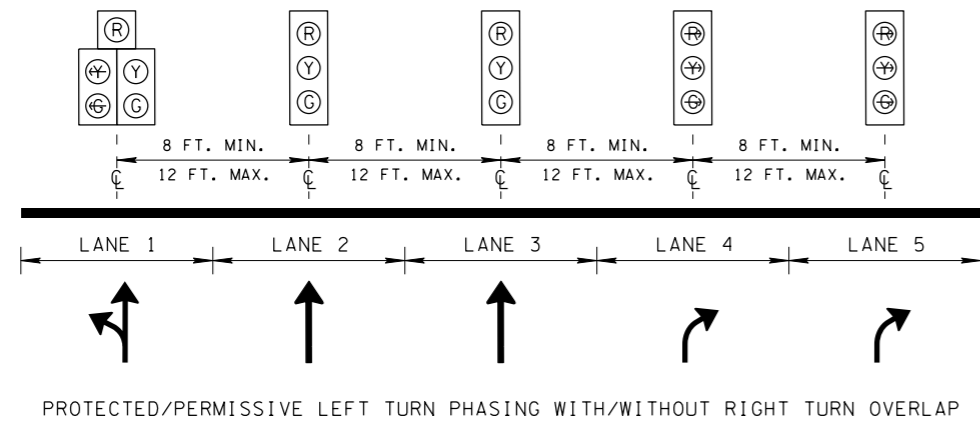 R
R R R R
Y Y Y Y Y Y
G G G G G G
8 FT. MIN. 8 FT. MIN. 8 FT. MIN. 8 FT. MIN.
℄ 12 FT. MAX. ℄ 12 FT. MAX. ℄ 12 FT. MAX. ℄ 12 FT. MAX. ℄
LANE 1 LANE 2 LANE 3 LANE 4 LANE 5
PROTECTED/PERMISSIVE LEFT TURN PHASING WITH/WITHOUT RIGHT TURN OVERLAP